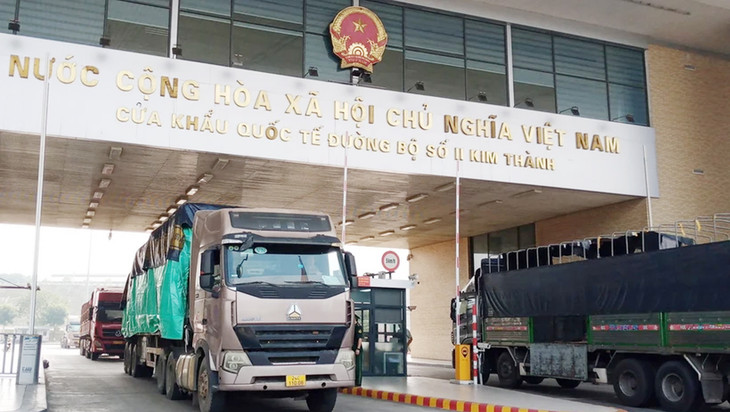 NƯỚC CỘNG HÒA XÃ HỘI CHỦ NGHĨA VIỆT NAM
CỬA KHẨU QUỐC TẾ ĐƯỜNG BỘ SỐ II KIM THÀNH